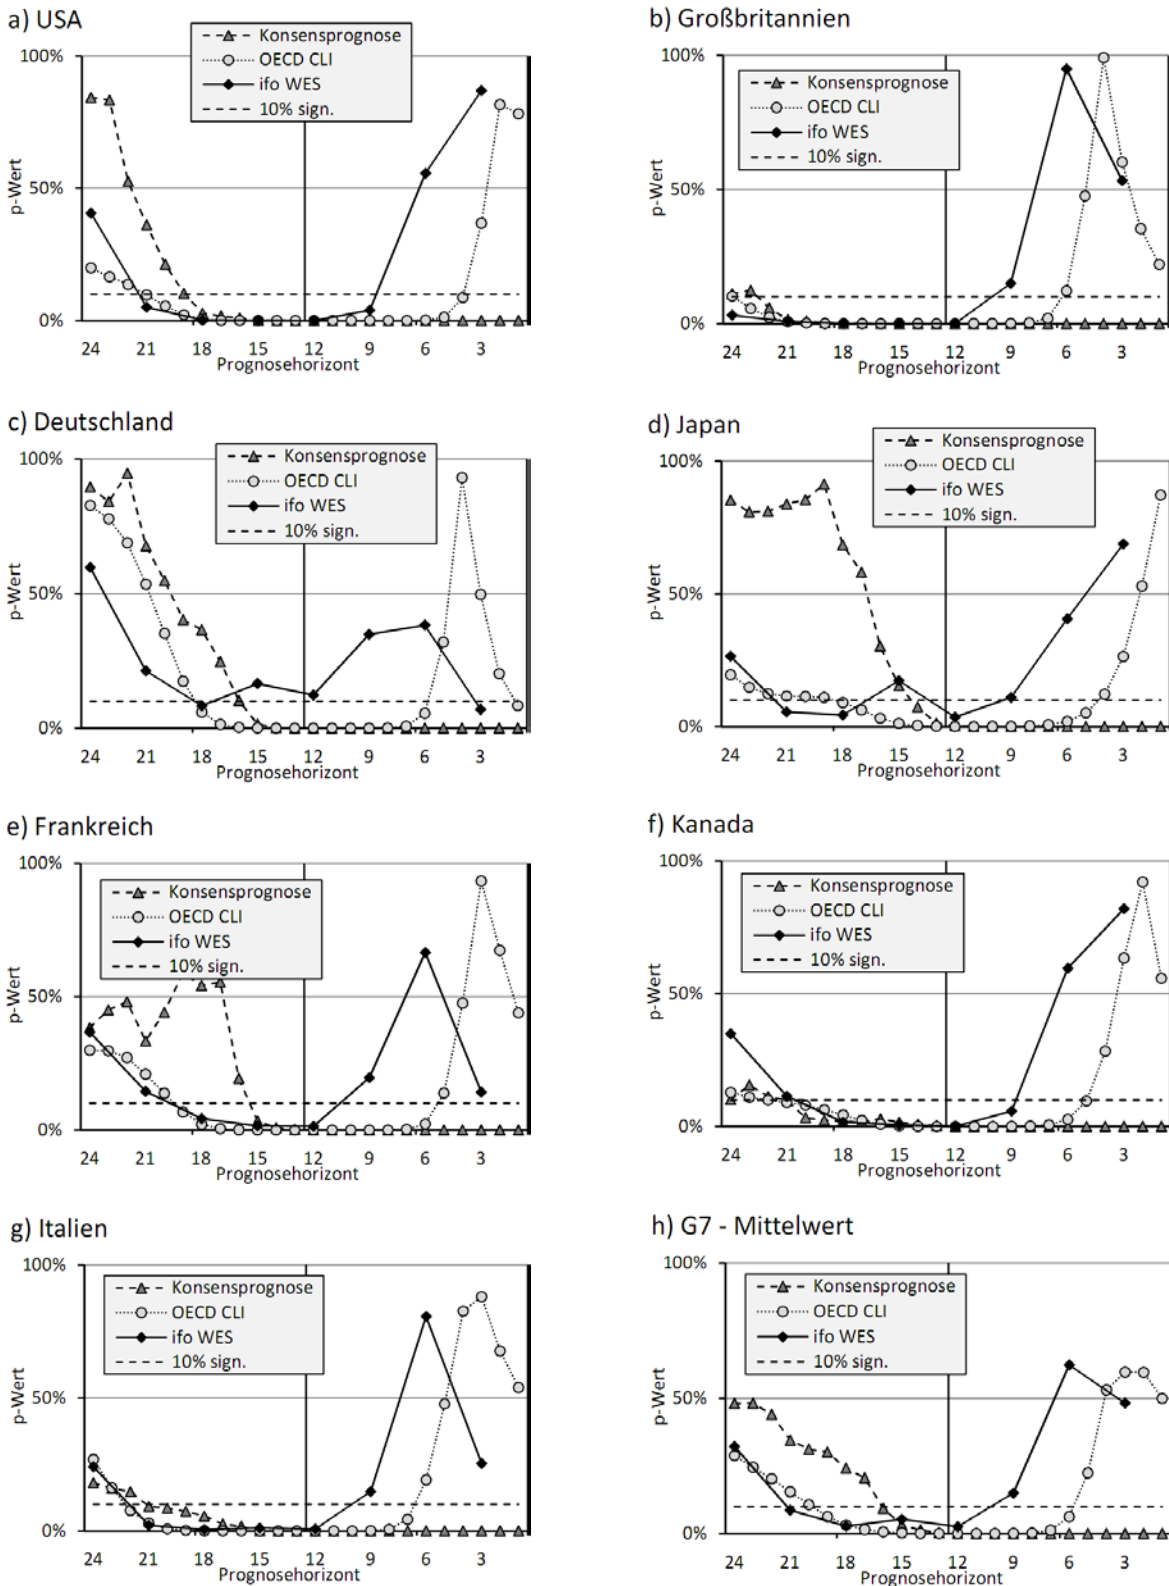 a) USA
Konsensprognose
OECD CLI
ifo WES
10% sign.
100%
50%
0%
p-Wert
24 21 18 15 12 9 6 3
Prognosehorizont
b) Großbritannien
Konsensprognose
OECD CLI
ifo WES
10% sign.
100%
50%
0%
p-Wert
24 21 18 15 12 9 6 3
Prognosehorizont
c) Deutschland
Konsensprognose
OECD CLI
ifo WES
10% sign.
100%
50%
0%
p-Wert
24 21 18 15 12 9 6 3
Prognosehorizont
d) Japan
Konsensprognose
OECD CLI
ifo WES
10% sign.
100%
50%
0%
p-Wert
24 21 18 15 12 9 6 3
Prognosehorizont
e) Frankreich
Konsensprognose
OECD CLI
ifo WES
10% sign.
100%
50%
0%
p-Wert
24 21 18 15 12 9 6 3
Prognosehorizont
f) Kanada
Konsensprognose
OECD CLI
ifo WES
10% sign.
100%
50%
0%
p-Wert
24 21 18 15 12 9 6 3
Prognosehorizont
g) Italien
Konsensprognose
OECD CLI
ifo WES
10% sign.
100%
50%
0%
p-Wert
24 21 18 15 12 9 6 3
Prognosehorizont
h) G7 - Mittelwert
Konsensprognose
OECD CLI
ifo WES
10% sign.
100%
50%
0%
p-Wert
24 21 18 15 12 9 6 3
Prognosehorizont